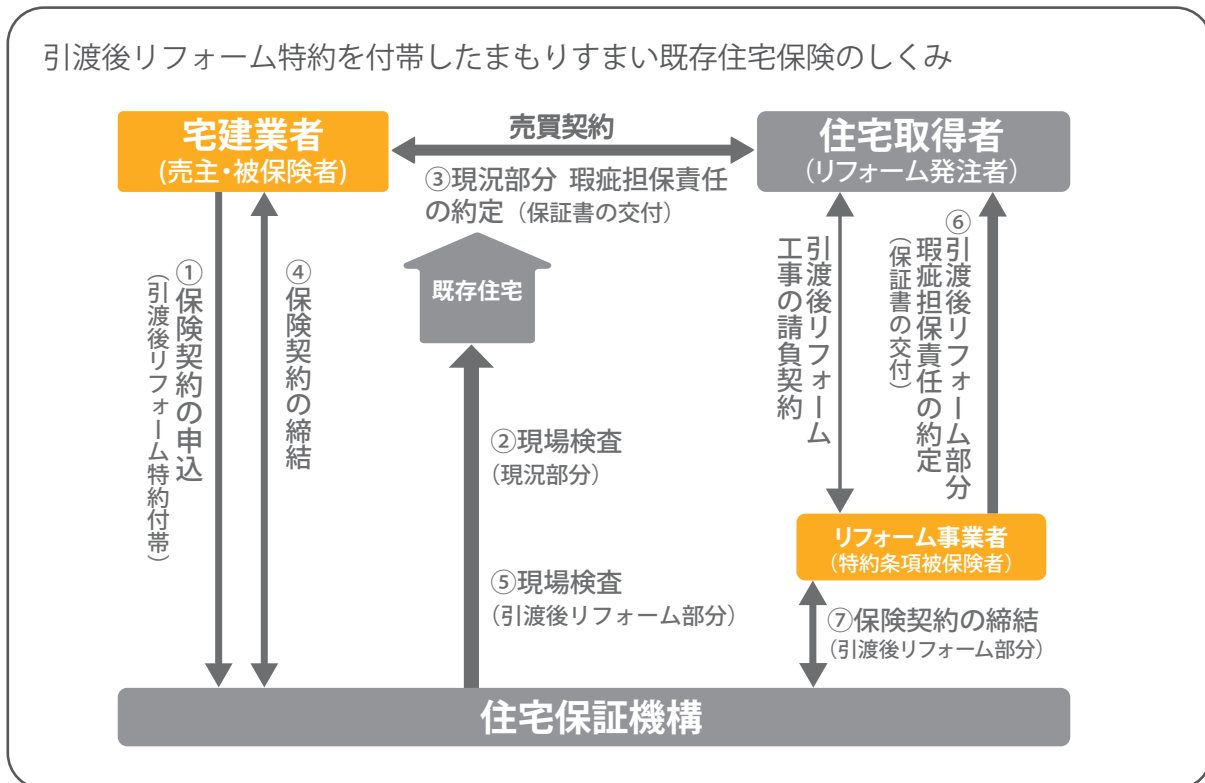 引渡後リフォーム特約を付帯したまもりすまい既存住宅保険のしくみ
宅建業者
(売主・被保険者)
売買契約
住宅取得者
(リフォーム発注者)
③現況部分 瑕疵担保責任
の約定(保証書の交付)
既存住宅
①保険契約の申込
(引渡後リフォーム特約付帯)
④保険契約の締結
引渡後リフォーム
工事の請負契約
⑥引渡後リフォーム部分
瑕疵担保責任の約定
(保証書の交付)
②現場検査
(現況部分)
リフォーム事業者
(特約条項被保険者)
⑤現場検査
(引渡後リフォーム部分)
⑦保険契約の締結
(引渡後リフォーム部分)
住宅保証機構